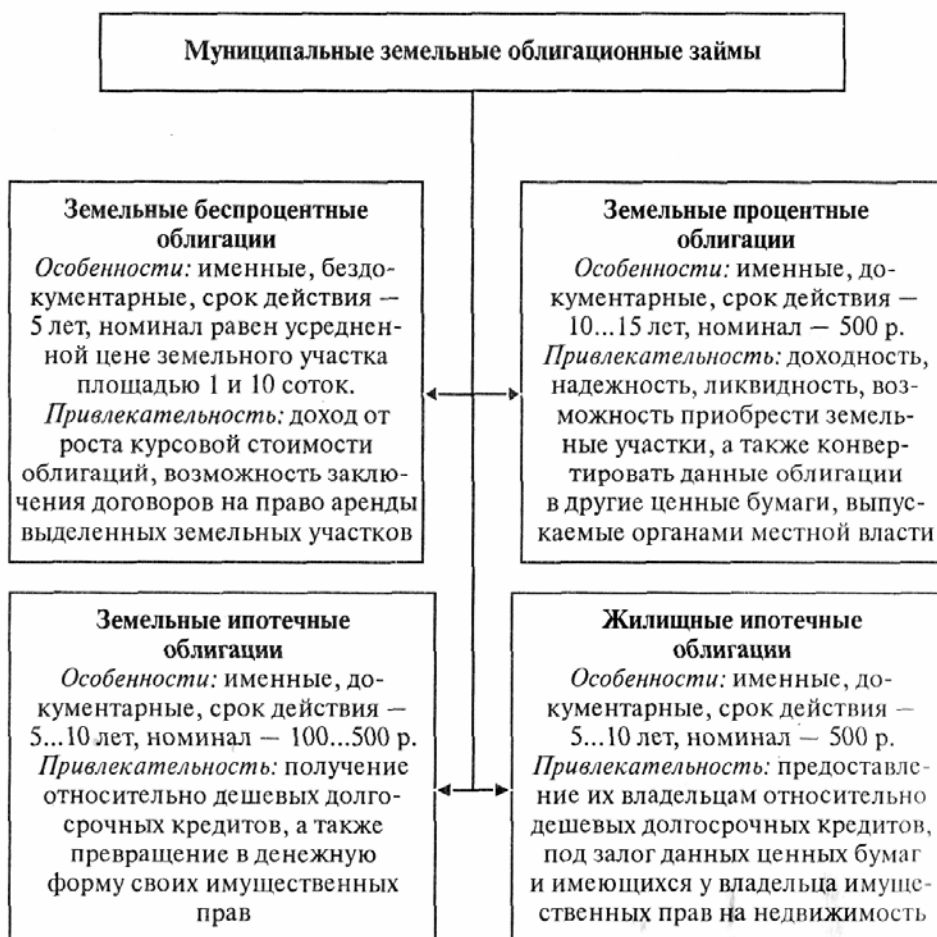 Муниципальные земельные облигационные займы
Земельные беспроцентные
облигации
Особенности: именные, бездо-
кументарные, срок действия —
5 лет, номинал равен усреднен-
ной цене земельного участка
площадью 1 и 10 соток.
Привлекательность: доход от
роста курсовой стоимости
облигаций, возможность заклю-
чения договоров на право аренды
выделенных земельных участков
Земельные процентные
облигации
Особенности: именные, до-
кументарные, срок действия —
10...15 лет, номинал — 500 р.
Привлекательность: доходность,
надежность, ликвидность, воз-
можность приобрести земель-
ные участки, а также конвер-
тировать данные облигации
в другие ценные бумаги, выпус-
каемые органами местной власти
Земельные ипотечные
облигации
Особенности: именные, до-
кументарные, срок действия —
5...10 лет, номинал — 100...500 р.
Привлекательность: получение
относительно дешевых долго-
срочных кредитов, а также
превращение в денежную
форму своих имущественных
прав
Жилищные ипотечные
облигации
Особенности: именные, до-
кументарные, срок действия —
5...10 лет, номинал — 500 р.
Привлекательность: предоставле-
ние их владельцам относительно
дешевых долгосрочных кредитов,
под залог данных ценных бумаг
и имеющихся у владельца имуще-
ственных прав на недвижимость